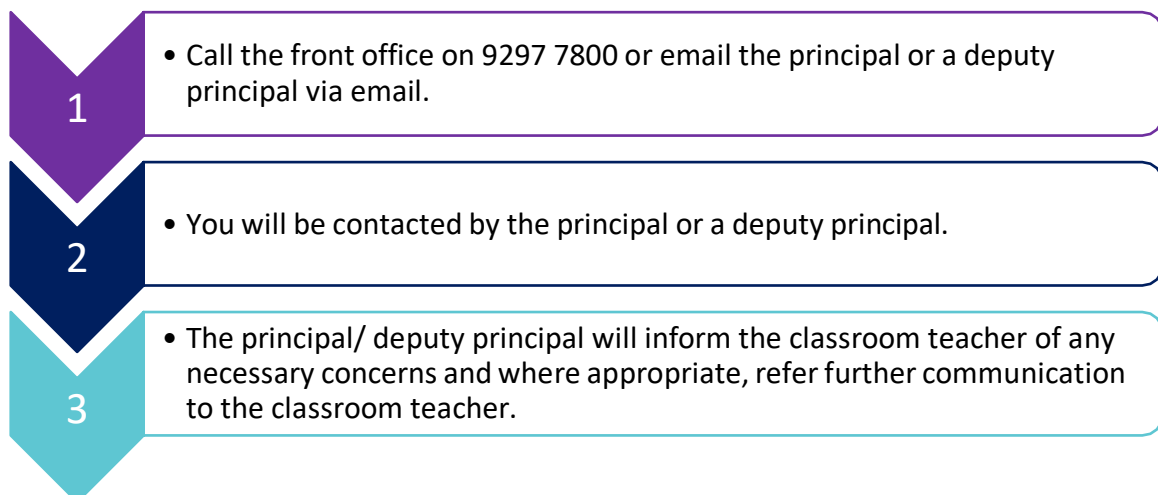 1
• Call the front office on 9297 7800 or email the principal or a deputy
principal via email.
2
• You will be contacted by the principal or a deputy principal.
3
• The principal/ deputy principal will inform the classroom teacher of any
necessary concerns and where appropriate, refer further communication
to the classroom teacher.